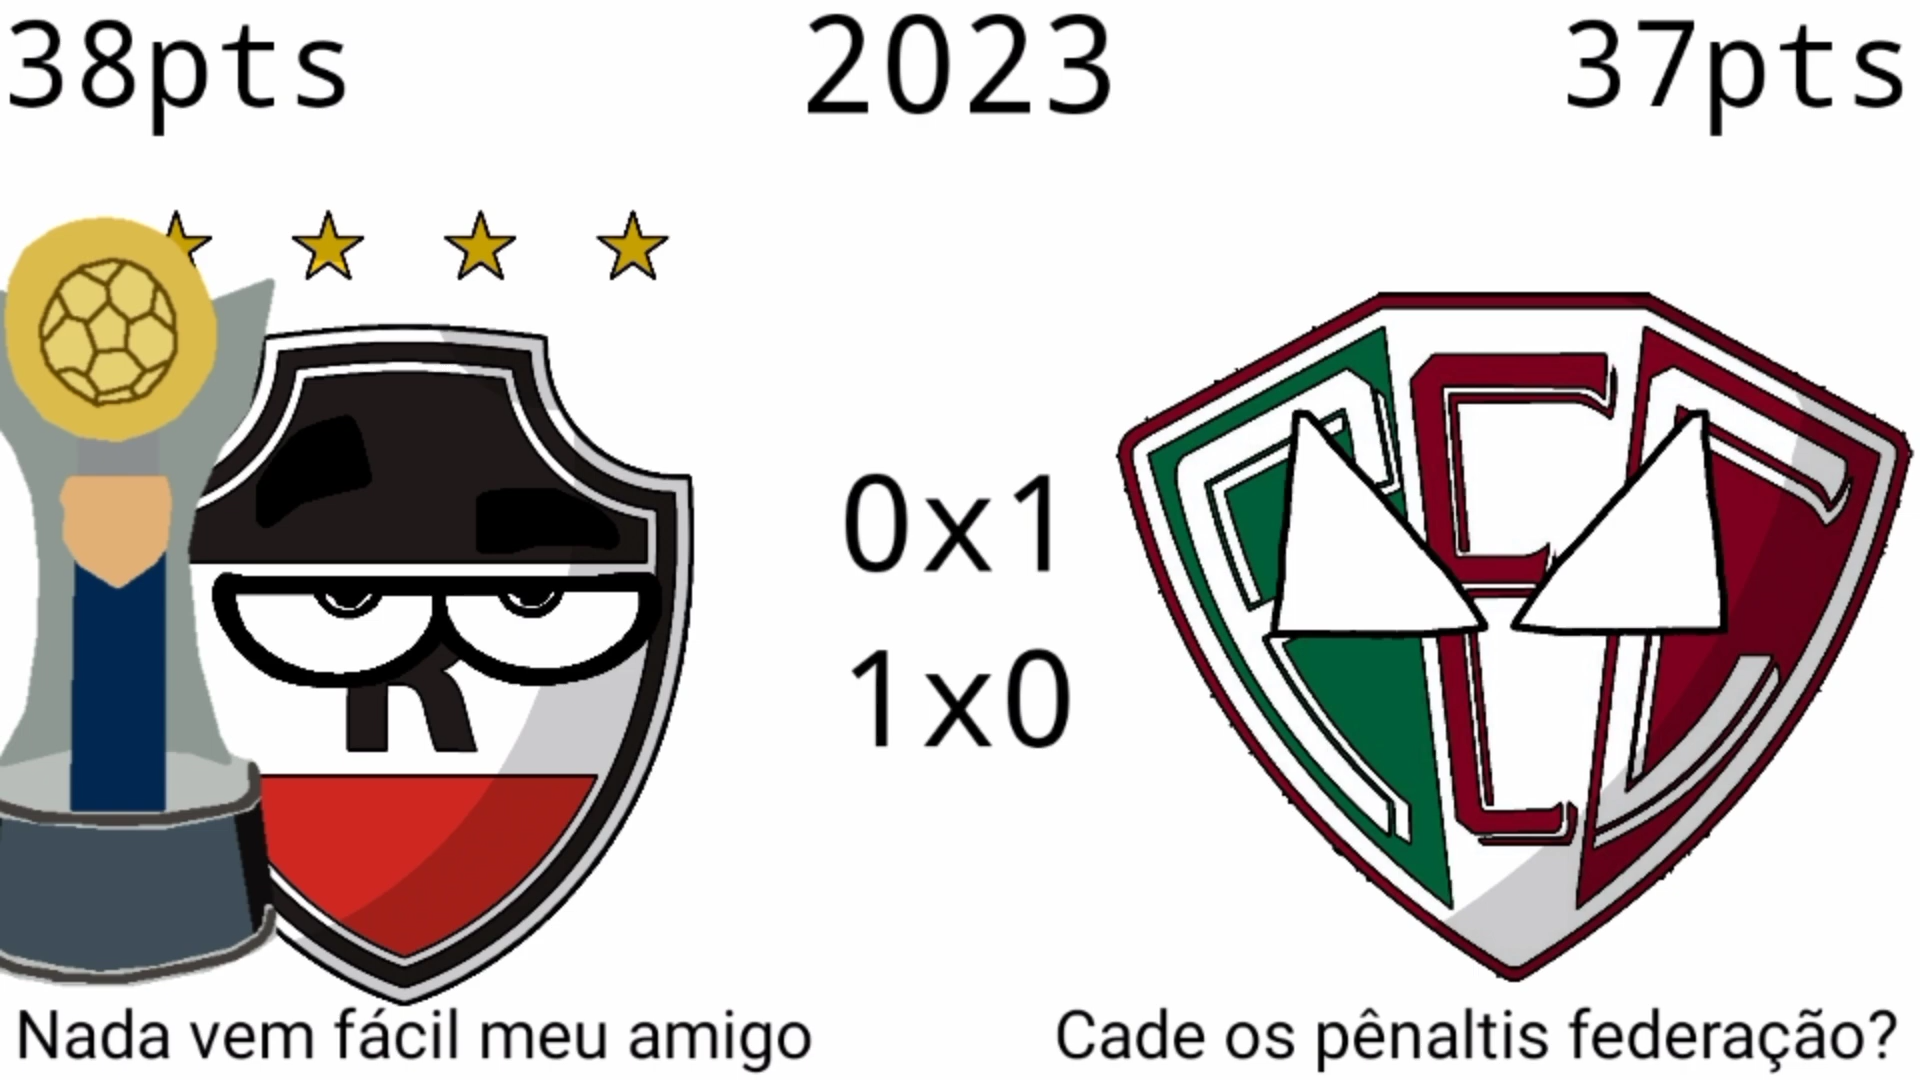 38pts 2023 37pts
0x1
1x0
R
Nada vem fácil meu amigo
Cade os pênaltis federação?